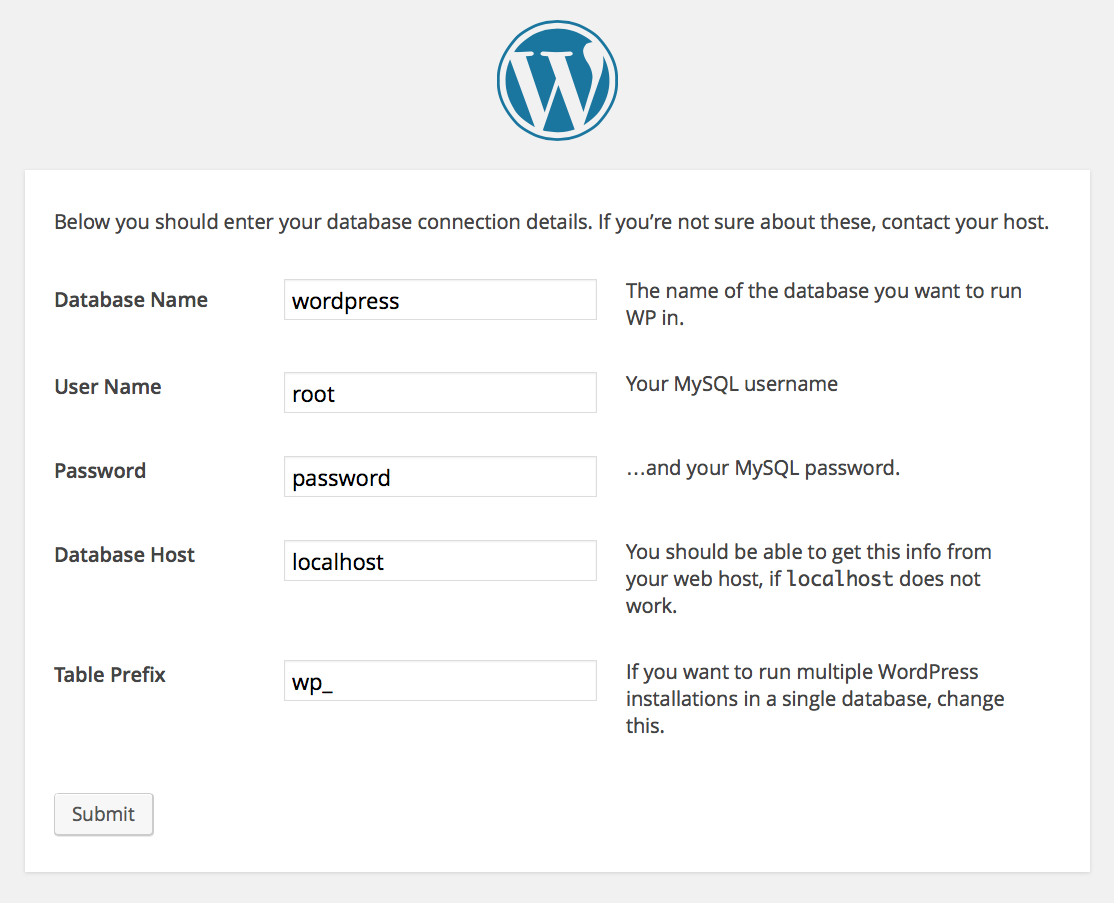 Below you should enter your database connection details. If you’re not sure about these, contact your host.
Database Name
wordpress
The name of the database you want to run
WP in.
User Name
root
Your MySQL username
Password
password
…and your MySQL password.
Database Host
localhost
You should be able to get this info from
your web host, if localhost does not
work.
Table Prefix
wp_
If you want to run multiple WordPress
installations in a single database, change
this.
Submit